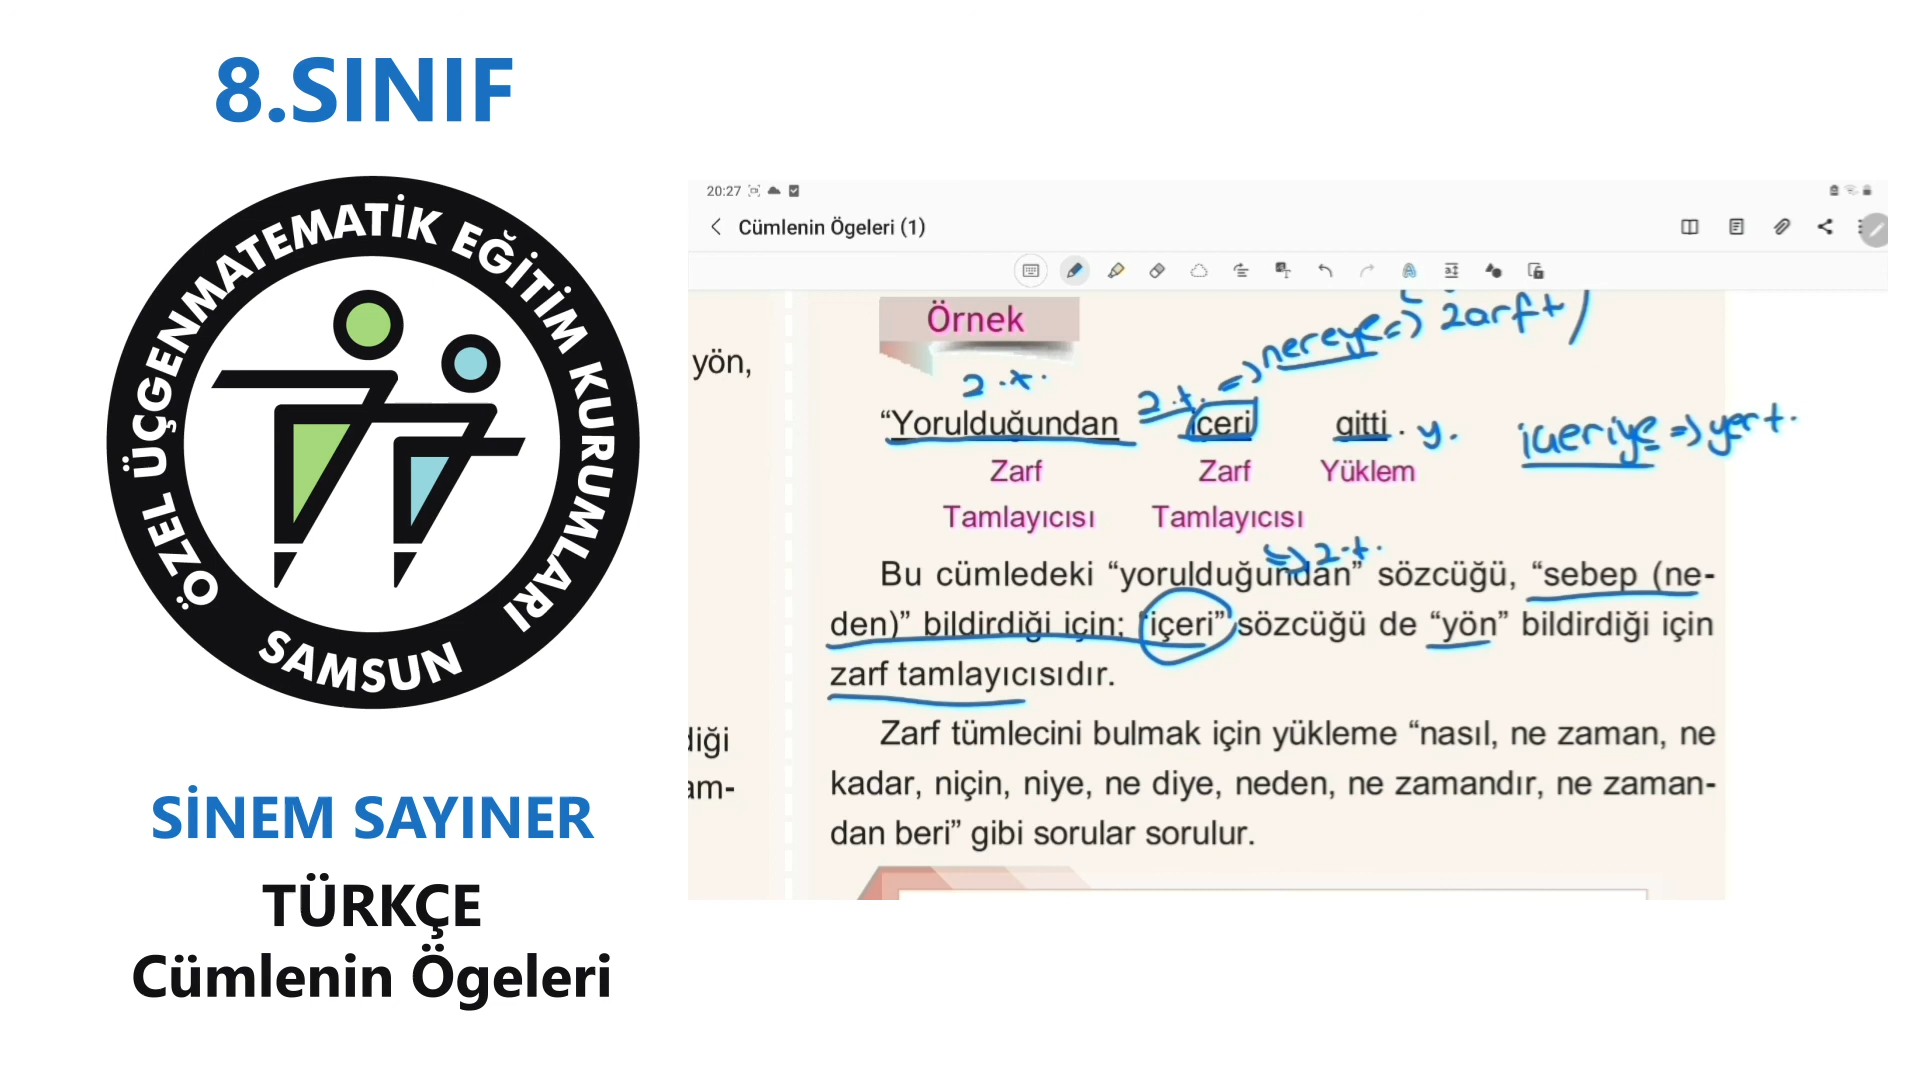 8.SINIF
ÖZEL ÜÇGENMATEMATİK EĞİTİM KURUMLARI
SAMSUN
SİNEM SAYINER
TÜRKÇE
Cümlenin Ögeleri
20:27
Cümlenin Ögeleri (1)
yön,
diği
am-
Örnek
nereye => zarf t
z.t.
z.t. =>
“Yorulduğundan içeri gitti . y.
içeriye => yer t.
Zarf Zarf Yüklem
Tamlayıcısı Tamlayıcısı
=> z.t.
Bu cümledeki “yorulduğundan” sözcüğü, “sebep (ne-
den)” bildirdiği için; “içeri” sözcüğü de “yön” bildirdiği için
zarf tamlayıcısıdır.
Zarf tümlecini bulmak için yükleme “nasıl, ne zaman, ne
kadar, niçin, niye, ne diye, neden, ne zamandır, ne zaman-
dan beri” gibi sorular sorulur.